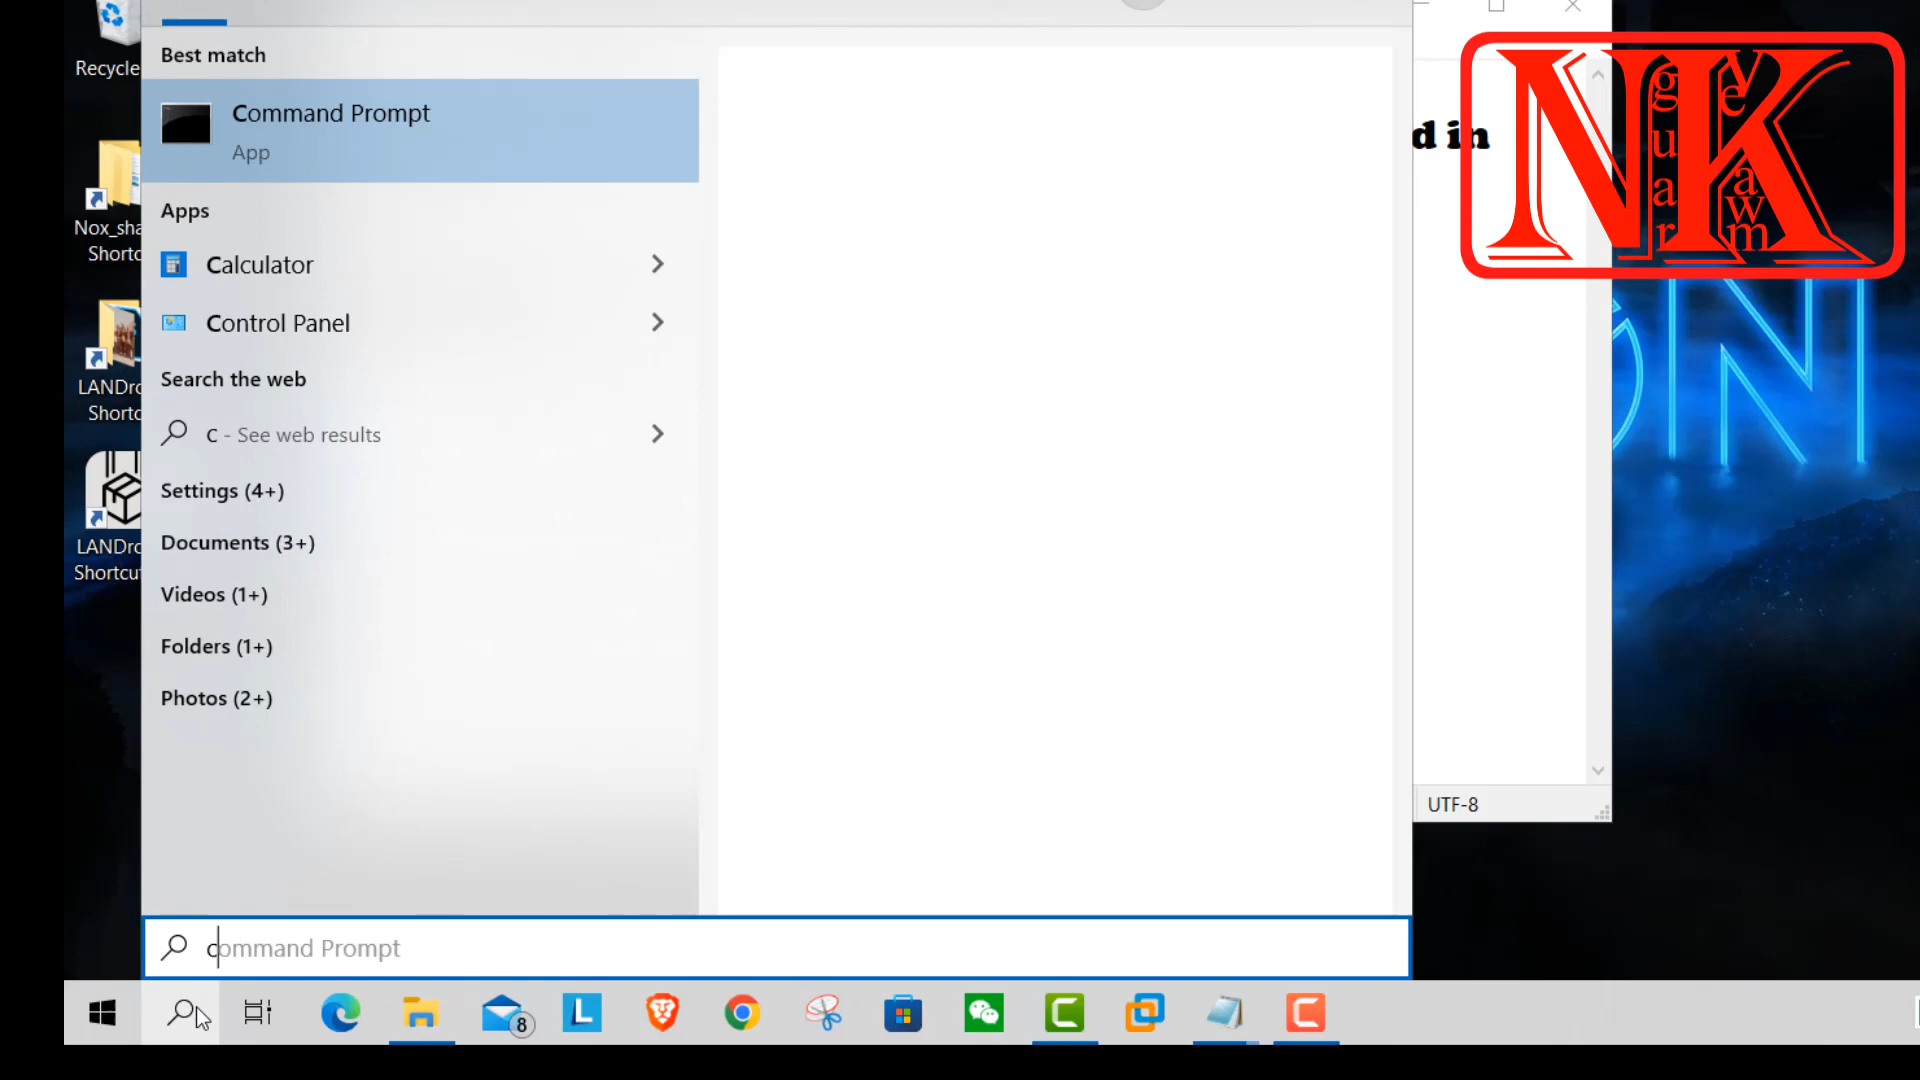 Recycle
Nox_sha
Shortc
LANDro
Shortc
LANDro
Shortcu
Best match
Command Prompt
App
Apps
Calculator
Control Panel
Search the web
c - See web results
Settings (4+)
Documents (3+)
Videos (1+)
Folders (1+)
Photos (2+)
command Prompt
d in
UTF-8
NK
guar
Vewawm
8
L